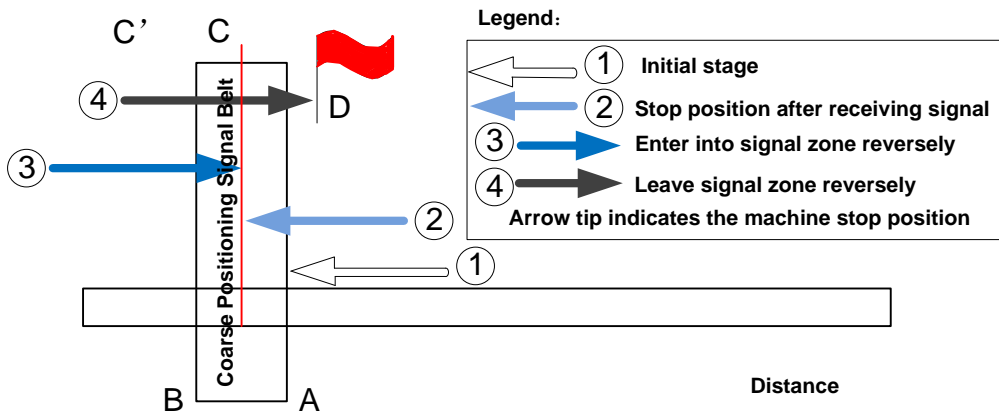 Legend：
C’
C
① Initial stage
④
D
② Stop position after receiving signal
③ Enter into signal zone reversely
③
④ Leave signal zone reversely
②
Arrow tip indicates the machine stop position
①
Coarse Positioning Signal Belt
B
A
Distance